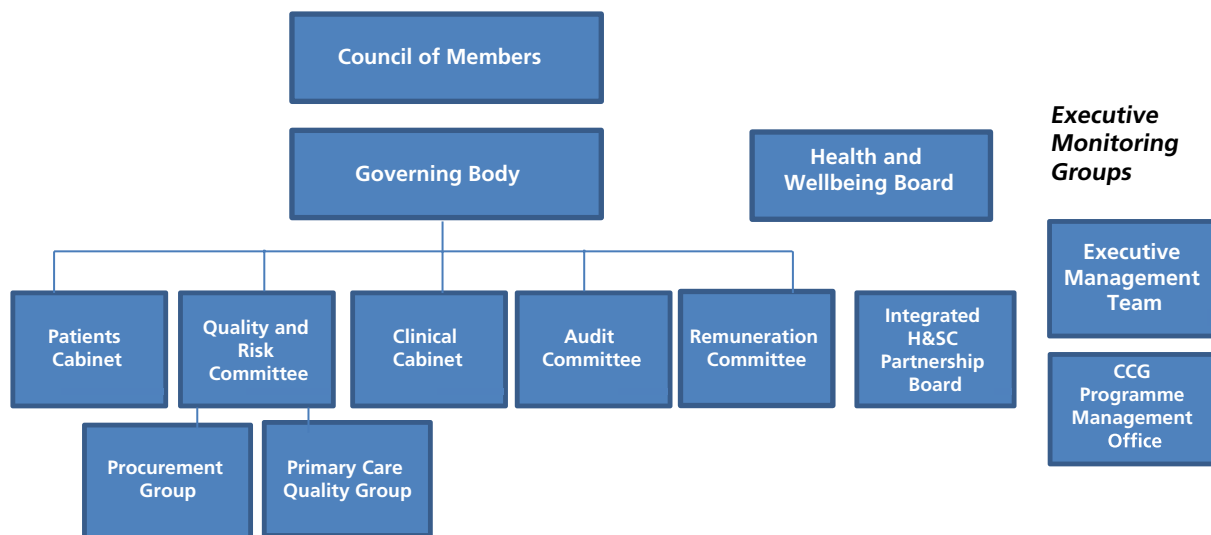 Council of Members
Governing Body
Health and
Wellbeing Board
Executive
Monitoring
Groups
Executive
Management
Team
Patients
Cabinet
Quality and
Risk
Committee
Clinical
Cabinet
Audit
Committee
Remuneration
Committee
Integrated
H&SC
Partnership
Board
CCG
Programme
Management
Office
Procurement
Group
Primary Care
Quality Group